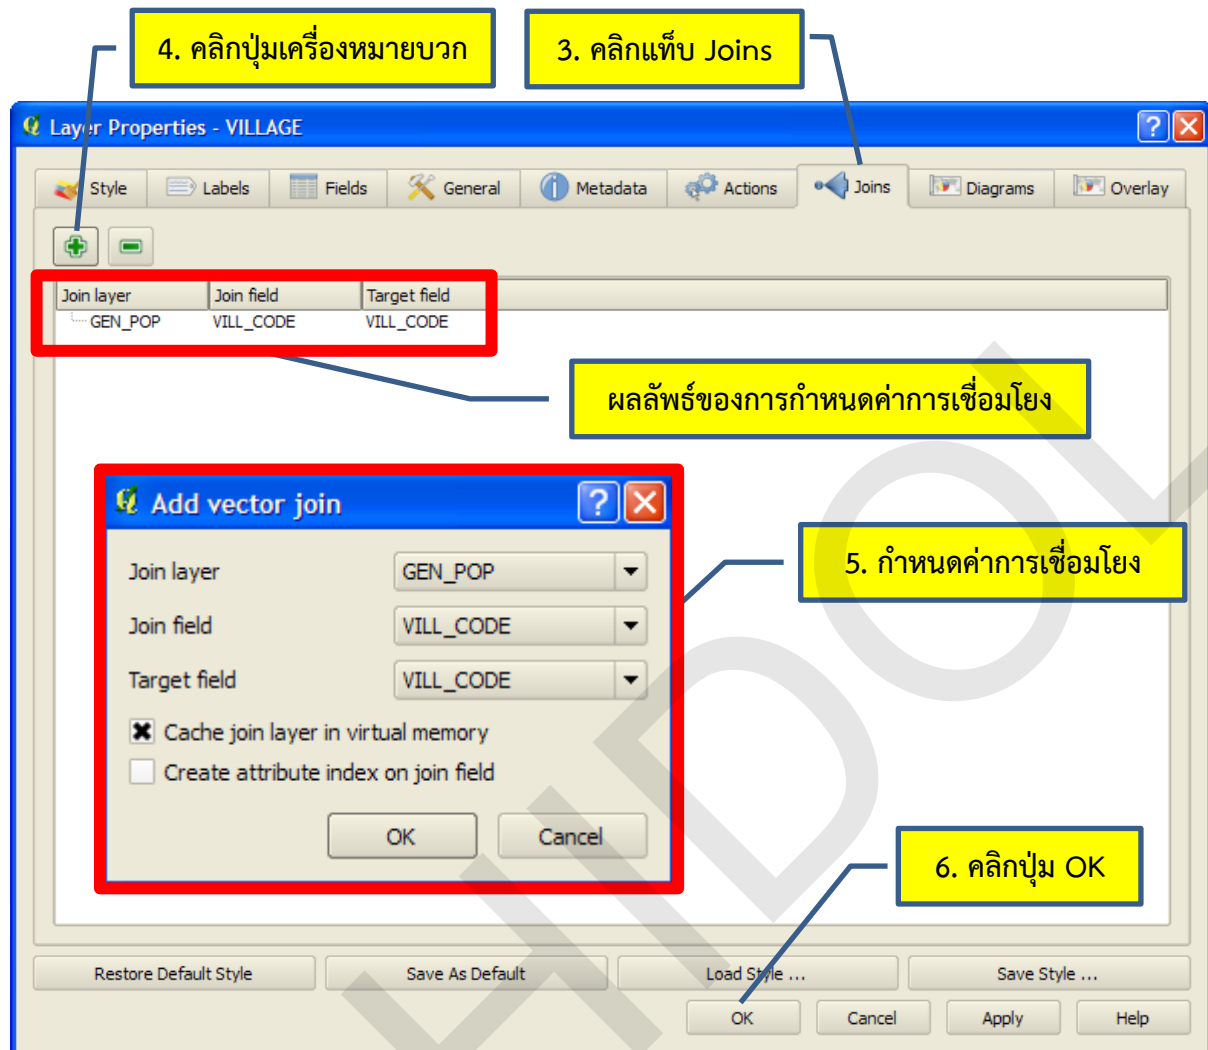 4. คลิกปุ่มเครื่องหมายบวก
3. คลิกแท็บ Joins
Layer Properties - VILLAGE
Style Labels Fields General Metadata Actions Joins Diagrams Overlay
Join layer Join field Target field
GEN_POP VILL_CODE VILL_CODE
ผลลัพธ์ของการกำหนดค่าการเชื่อมโยง
Add vector join
Join layer GEN_POP
Join field VILL_CODE
Target field VILL_CODE
Cache join layer in virtual memory
Create attribute index on join field
OK Cancel
5. กำหนดค่าการเชื่อมโยง
6. คลิกปุ่ม OK
Restore Default Style Save As Default Load Style ... Save Style ...
OK Cancel Apply Help
HIDOL